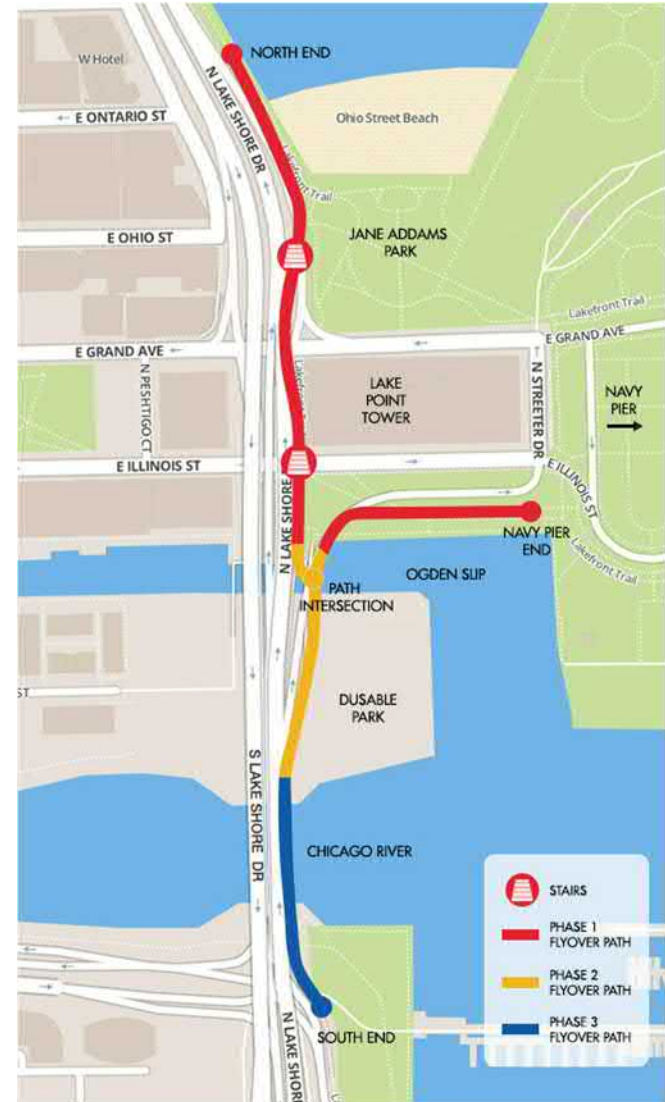 NORTH END
W Hotel
N LAKE SHORE DR
E ONTARIO ST
Ohio Street Beach
Lakefront Trail
E OHIO ST
JANE ADDAMS
PARK
Lakefront Trail
E GRAND AVE
E GRAND AVE
N PESHTIGO CT
LAKE
POINT
TOWER
N STREETER DR
NAVY
PIER
E ILLINOIS ST
E ILLINOIS ST
N LAKE SHORE
NAVY PIER
END
Lakefront Trail
OGDEN SLIP
PATH
INTERSECTION
ST
DUSABLE
PARK
S LAKE SHORE DR
CHICAGO RIVER
STAIRS
PHASE 1
FLYOVER PATH
PHASE 2
FLYOVER PATH
PHASE 3
FLYOVER PATH
SOUTH END
N LAKE SHORE